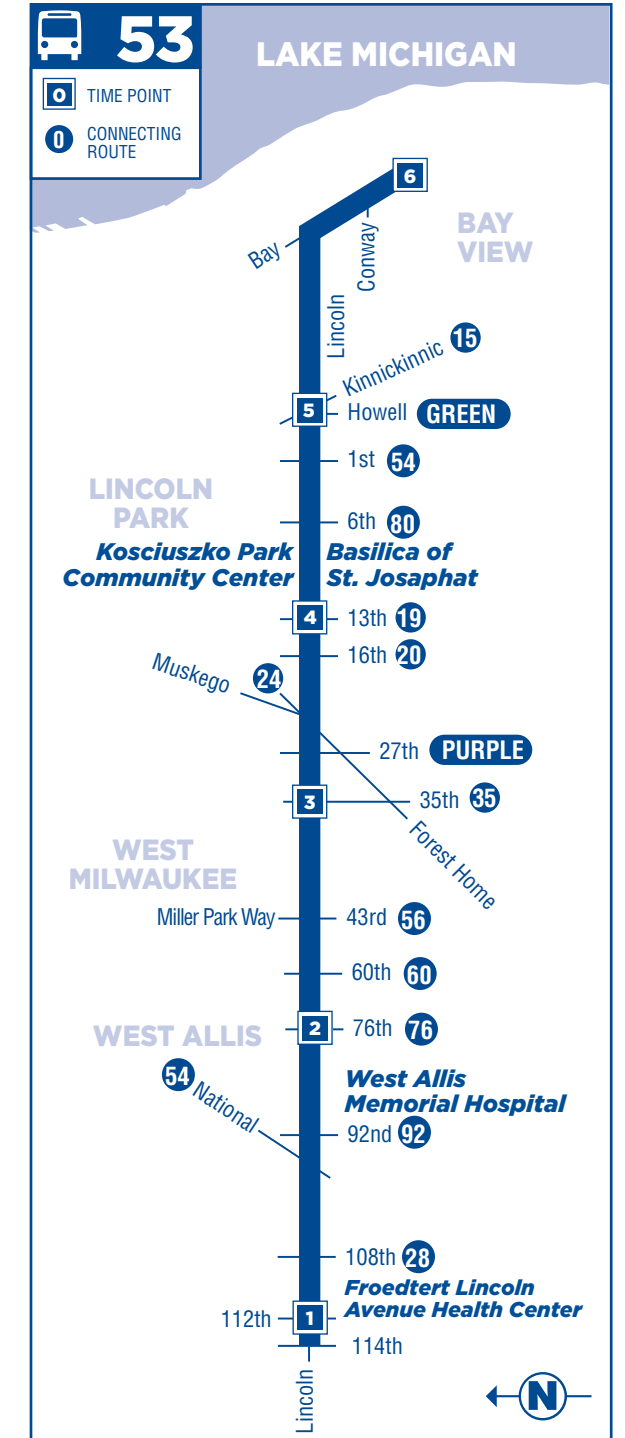 53
LAKE MICHIGAN
0 TIME POINT
0 CONNECTING
ROUTE
6
BAY
VIEW
Bay
Conway
Lincoln
Kinnickinnic 15
5 Howell GREEN
1st 54
LINCOLN
PARK
6th 80
Kosciuszko Park
Community Center
Basilica of
St. Josaphat
4 13th 19
16th 20
Muskego
24
27th PURPLE
3 35th 35
Forest Home
WEST
MILWAUKEE
Miller Park Way 43rd 56
60th 60
WEST ALLIS
2 76th 76
54 National
West Allis
Memorial Hospital
92nd 92
108th 28
Froedtert Lincoln
Avenue Health Center
112th 1
114th
Lincoln
N